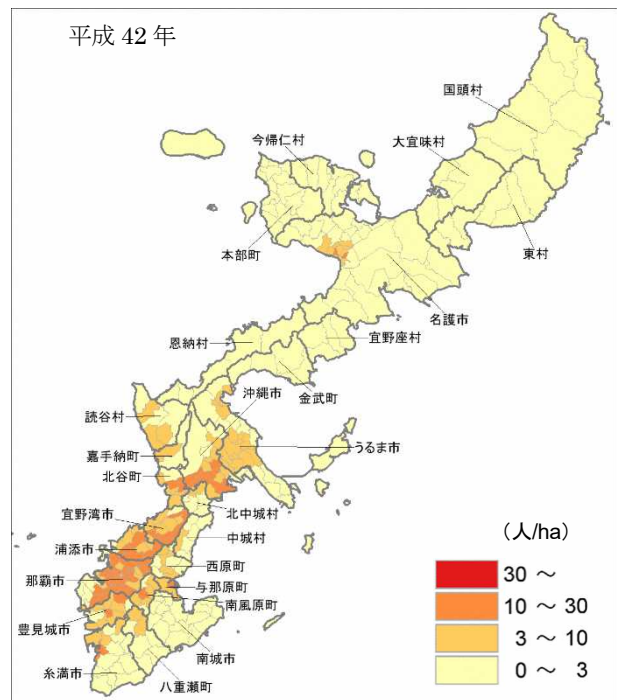 平成 42 年
国頭村
今帰仁村
大宜味村
本部町
東村
名護市
恩納村
宜野座村
金武町
沖縄市
読谷村
うるま市
嘉手納町
北谷町
北中城村
宜野湾市
中城村
浦添市
西原町
那覇市
与那原町
南風原町
豊見城市
南城市
糸満市
八重瀬町
（人/ha）
30 ～
10 ～ 30
3 ～ 10
0 ～ 3